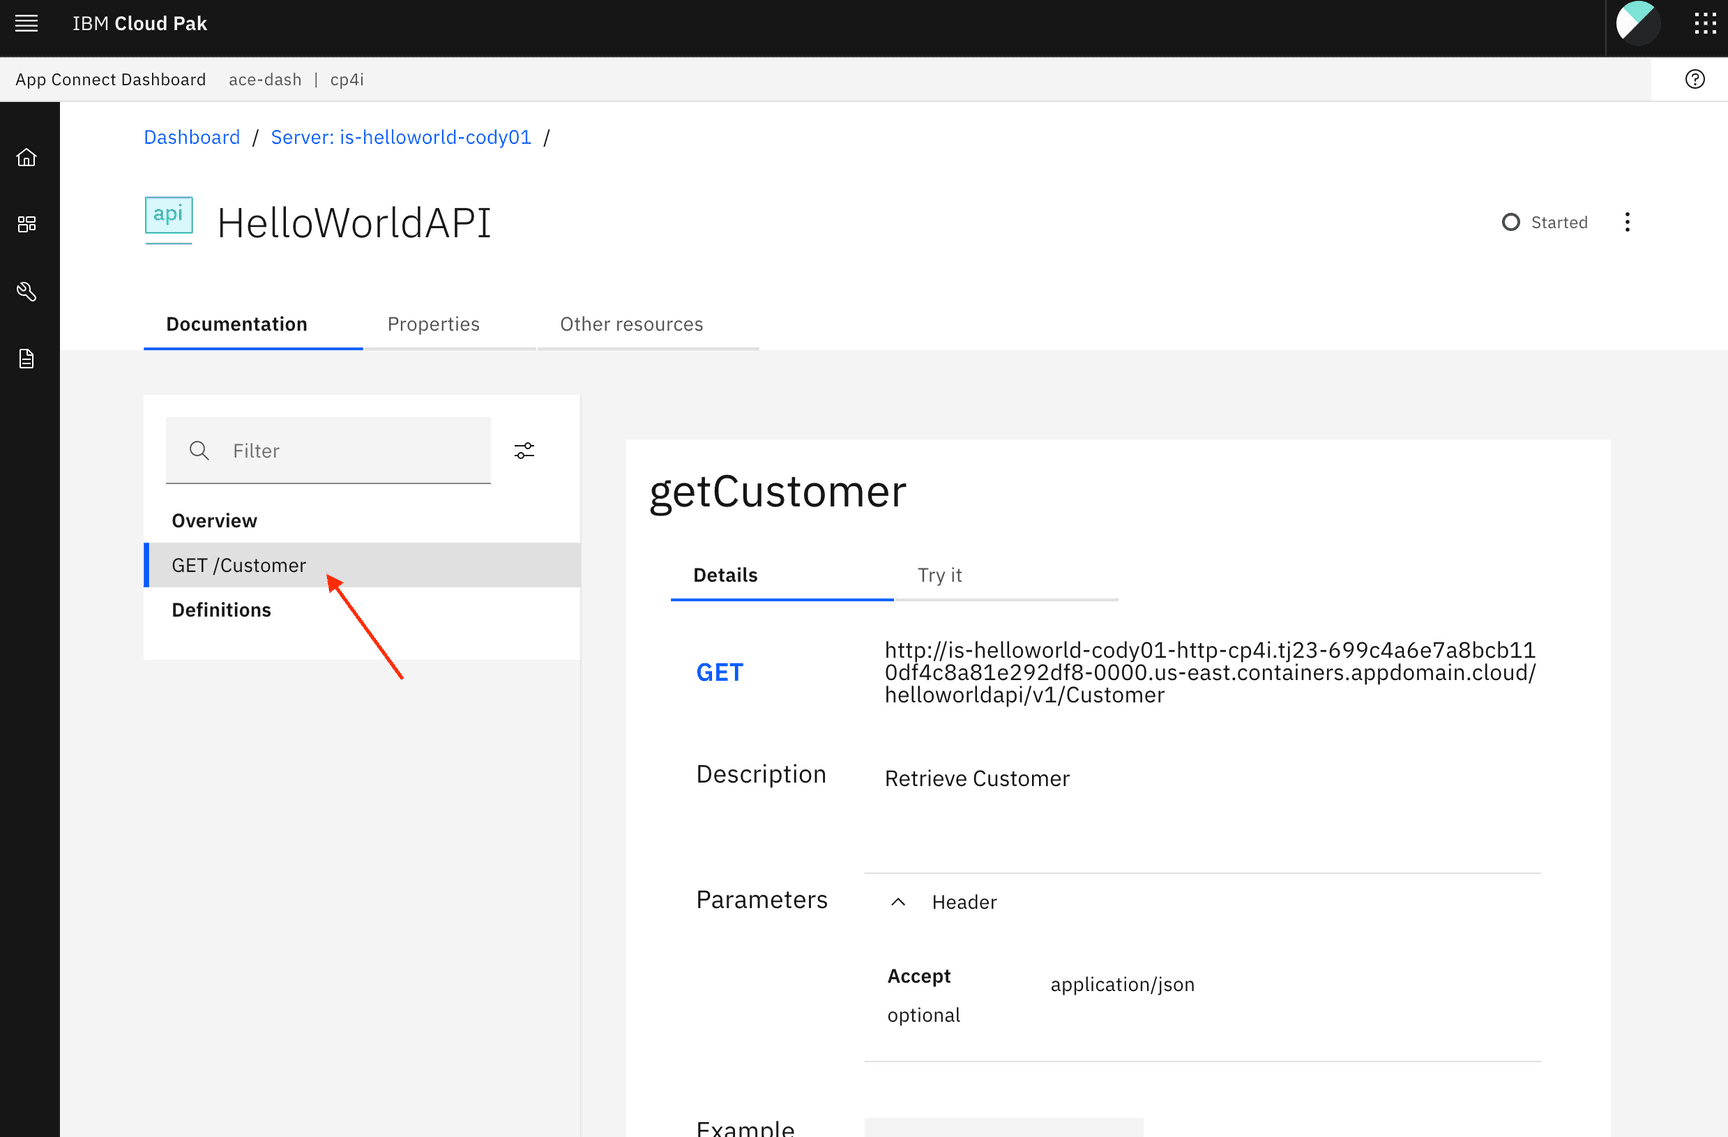 IBM Cloud Pak
App Connect Dashboard ace-dash | cp4i
Dashboard / Server: is-helloworld-cody01 /
api
HelloWorldAPI
Started
Documentation
Properties
Other resources
Filter
Overview
GET /Customer
Definitions
getCustomer
Details
Try it
GET
http://is-helloworld-cody01-http-cp4i.tj23-699c4a6e7a8bcb11
0df4c8a81e292df8-0000.us-east.containers.appdomain.cloud/
helloworldapi/v1/Customer
Description
Retrieve Customer
Parameters
Header
Accept
application/json
optional
Example